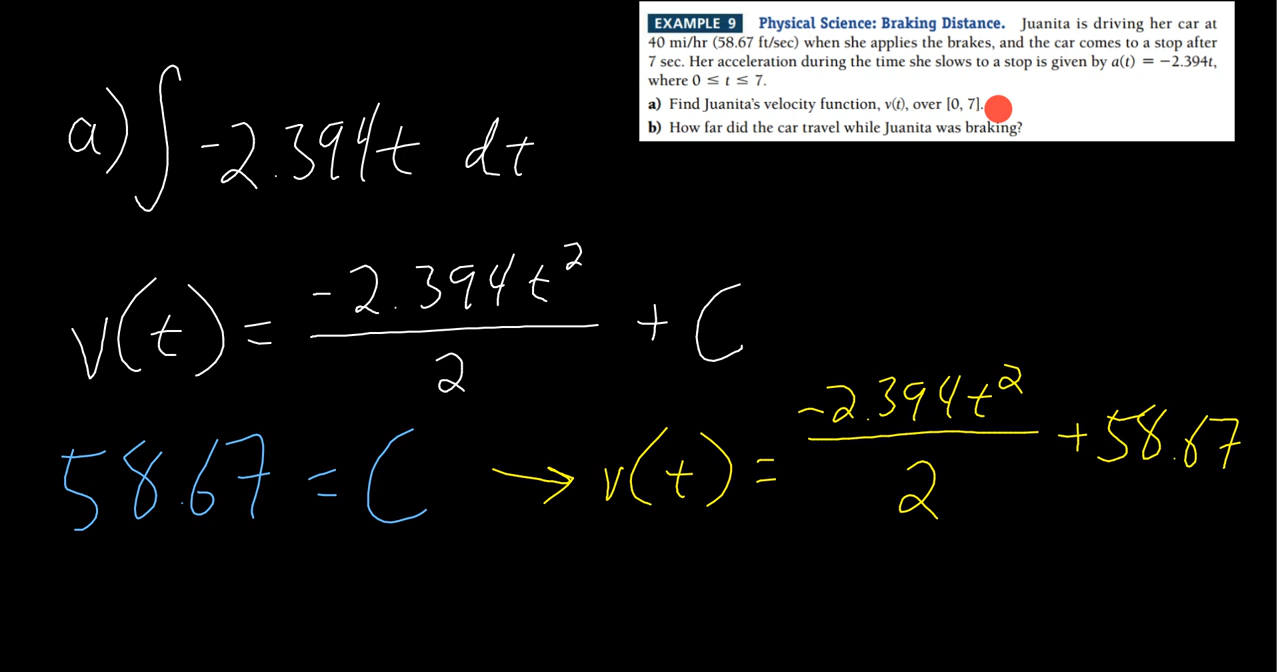 EXAMPLE 9 Physical Science: Braking Distance. Juanita is driving her car at
40 mi/hr (58.67 ft/sec) when she applies the brakes, and the car comes to a stop after
7 sec. Her acceleration during the time she slows to a stop is given by a(t) = −2.394t,
where 0 ≤ t ≤ 7.
a) Find Juanita's velocity function, v(t), over [0, 7].
b) How far did the car travel while Juanita was braking?
a) ∫ -2.394t dt
v(t) = -2.394t² / 2 + C
58.67 = C → v(t) = -2.394t² / 2 + 58.67